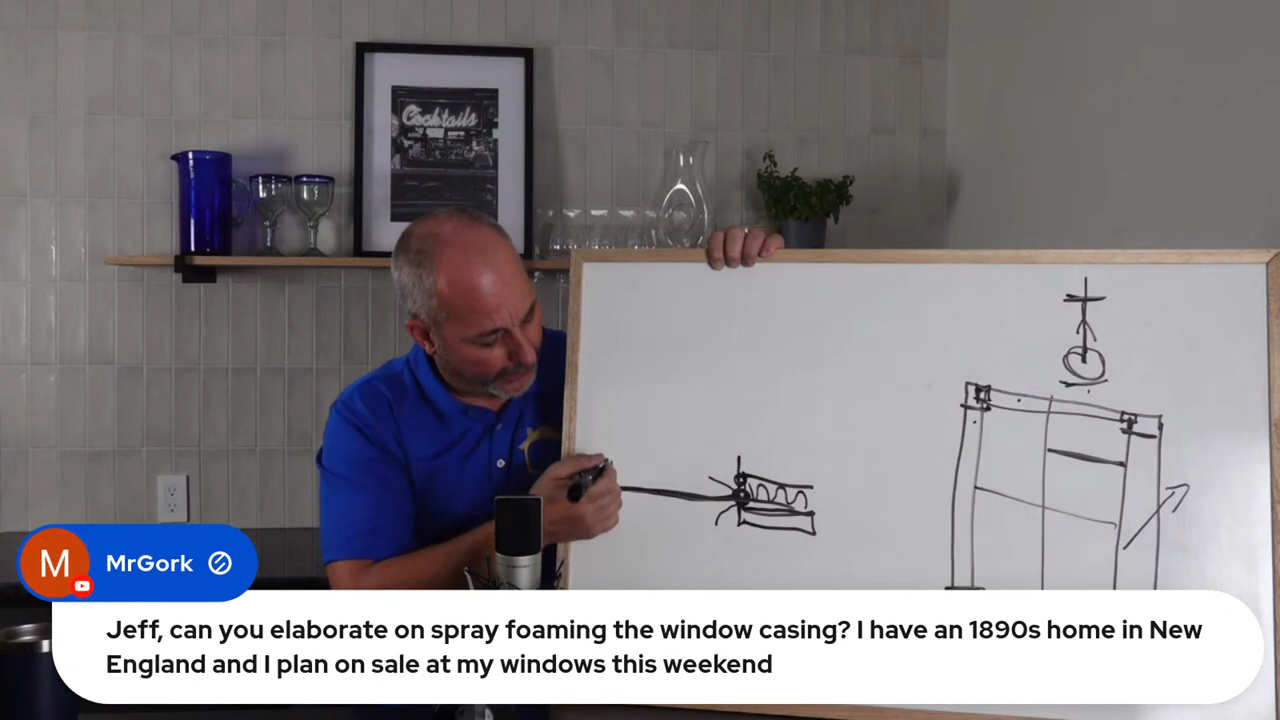 Cocktails
M
MrGork
Jeff, can you elaborate on spray foaming the window casing? I have an 1890s home in New
England and I plan on sale at my windows this weekend